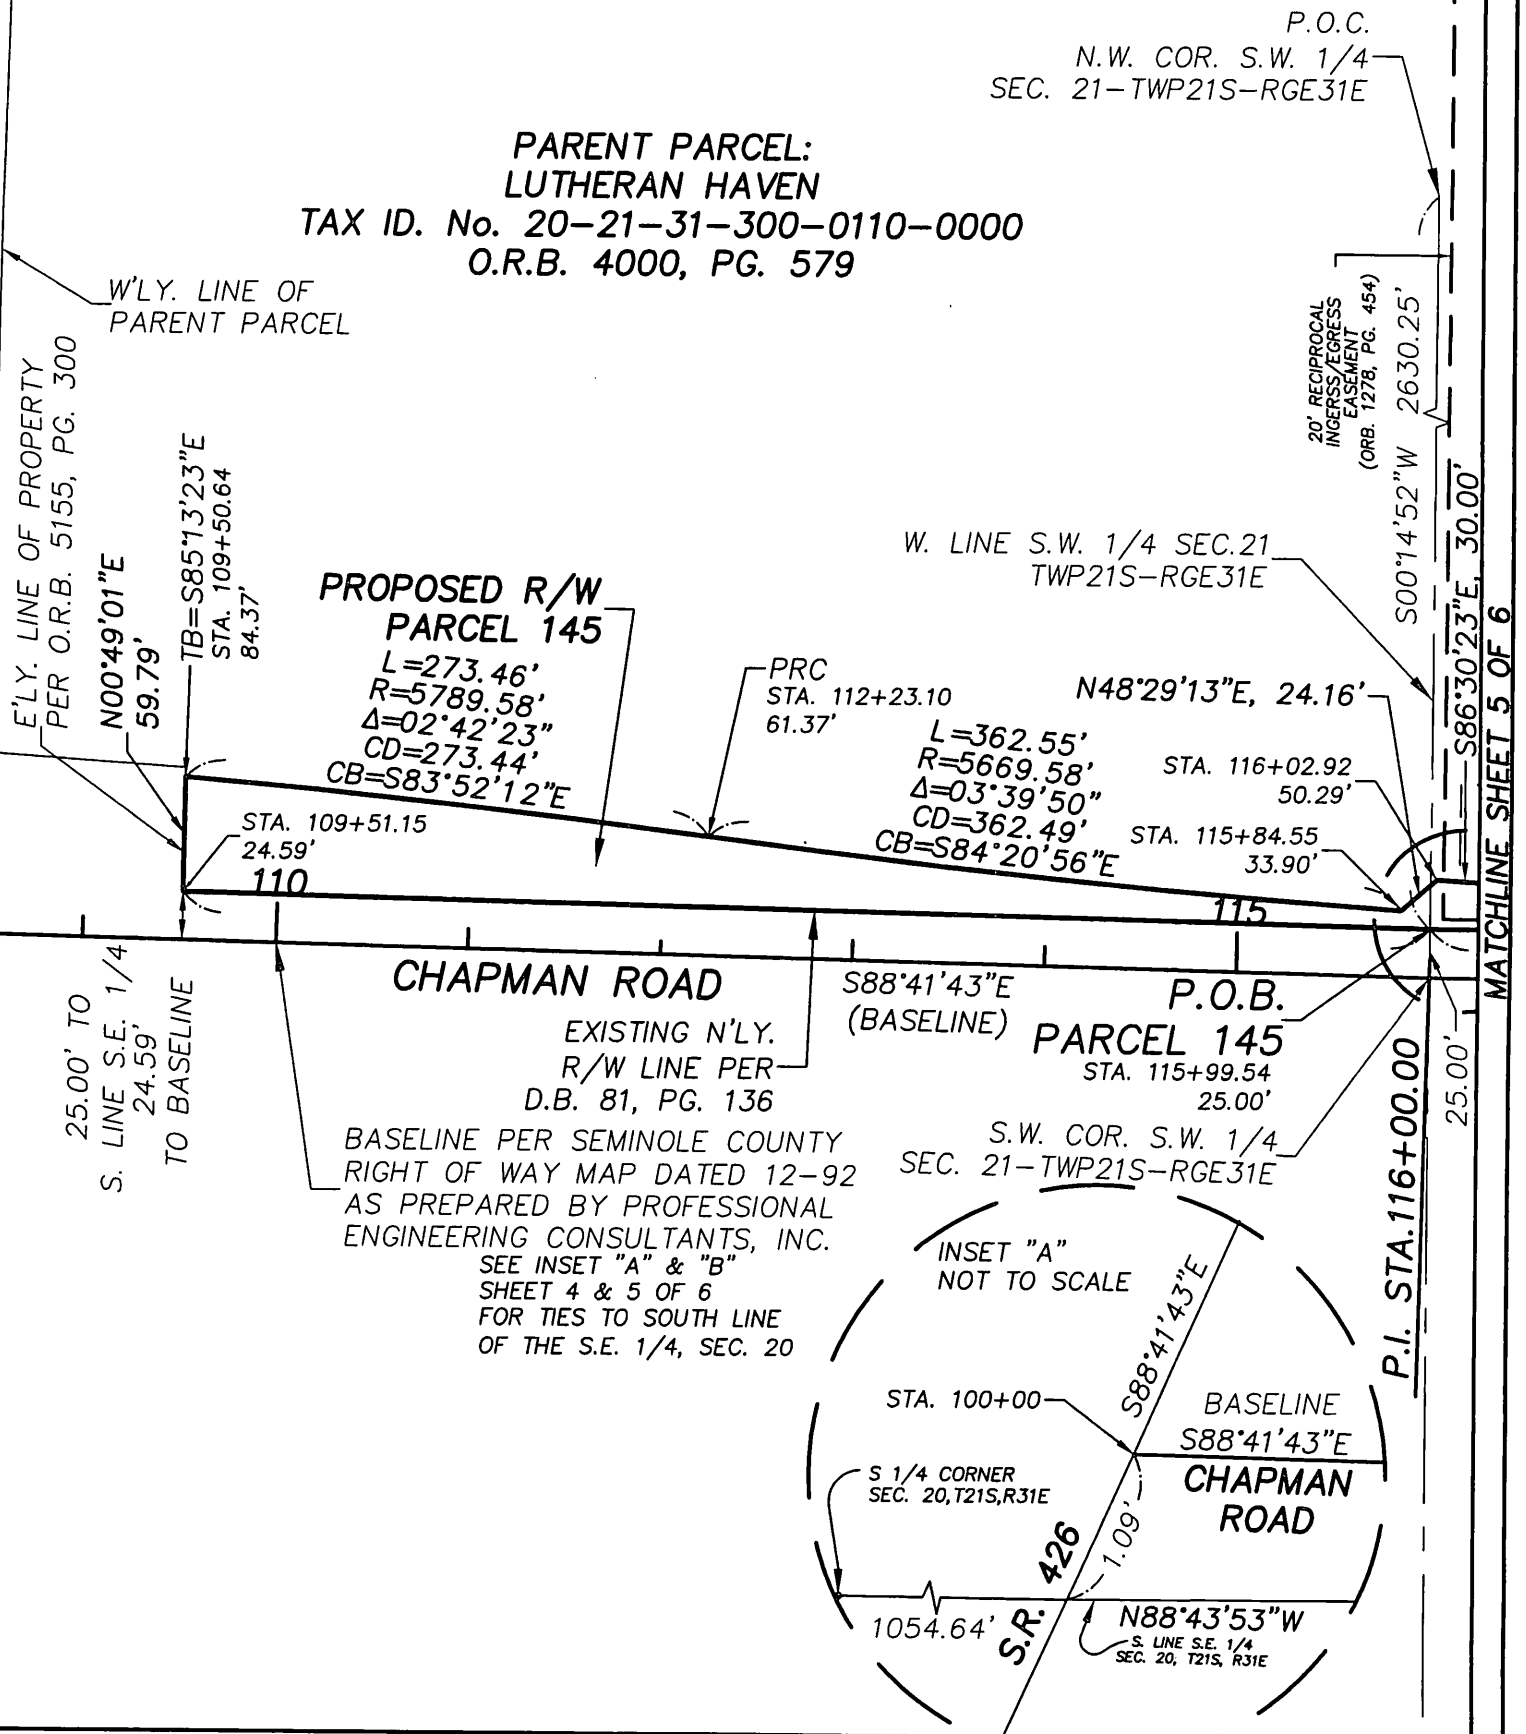 P.O.C.
N.W. COR. S.W. 1/4
SEC. 21-TWP21S-RGE31E
PARENT PARCEL:
LUTHERAN HAVEN
TAX ID. No. 20-21-31-300-0110-0000
O.R.B. 4000, PG. 579
W'LY. LINE OF
PARENT PARCEL
20' RECIPROCAL
INGERSS/EGRESS
EASEMENT
(ORB. 1278, PG. 454)
S00°14'52"W 2630.25'
E'LY. LINE OF PROPERTY
PER O.R.B. 5155, PG. 300
N00°49'01"E
59.79'
TB=S85°13'23"E
STA. 109+50.64
84.37'
PROPOSED R/W
PARCEL 145
L=273.46'
R=5789.58'
Δ=02°42'23"
CD=273.44'
CB=S83°52'12"E
PRC
STA. 112+23.10
61.37'
W. LINE S.W. 1/4 SEC.21
TWP21S-RGE31E
N48°29'13"E, 24.16'
S86°30'23"E, 30.00'
L=362.55'
R=5669.58'
Δ=03°39'50"
CD=362.49'
CB=S84°20'56"E
STA. 116+02.92
50.29'
STA. 115+84.55
33.90'
MATCHLINE SHEET 5 OF 6
STA. 109+51.15
24.59'
110
115
CHAPMAN ROAD
S88°41'43"E
(BASELINE)
P.O.B.
PARCEL 145
STA. 115+99.54
25.00'
25.00' TO
S. LINE S.E. 1/4
24.59'
TO BASELINE
EXISTING N'LY.
R/W LINE PER
D.B. 81, PG. 136
S.W. COR. S.W. 1/4
SEC. 21-TWP21S-RGE31E
P.I. STA.116+00.00
25.00'
BASELINE PER SEMINOLE COUNTY
RIGHT OF WAY MAP DATED 12-92
AS PREPARED BY PROFESSIONAL
ENGINEERING CONSULTANTS, INC.
SEE INSET "A" & "B"
SHEET 4 & 5 OF 6
FOR TIES TO SOUTH LINE
OF THE S.E. 1/4, SEC. 20
INSET "A"
NOT TO SCALE
S88°41'43"E
STA. 100+00
BASELINE
S88°41'43"E
CHAPMAN
ROAD
S 1/4 CORNER
SEC. 20,T21S,R31E
S.R. 426
1.09'
1054.64'
N88°43'53"W
S. LINE S.E. 1/4
SEC. 20, T21S, R31E